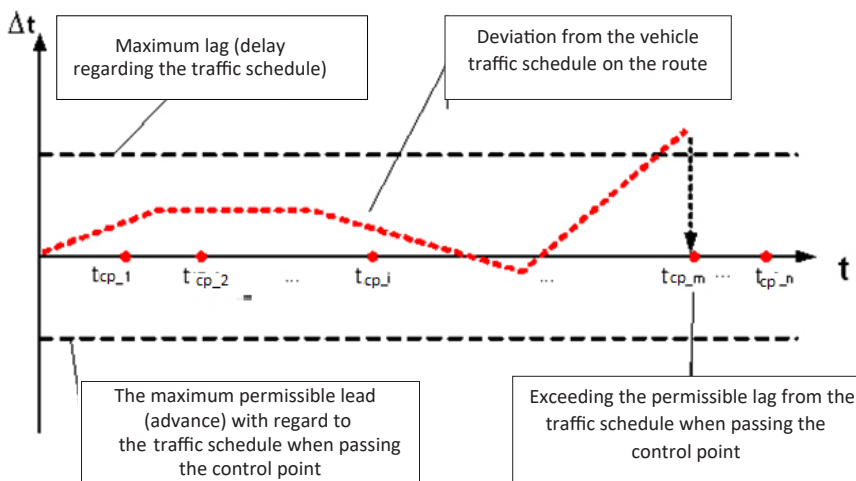 Δt
Maximum lag (delay
regarding the traffic schedule)
Deviation from the vehicle
traffic schedule on the route
tcp_1
tcp_2
...
tcp_i
...
tcp_m
...
tcp_n
t
The maximum permissible lead
(advance) with regard to
the traffic schedule when passing
the control point
Exceeding the permissible lag from the
traffic schedule when passing the
control point